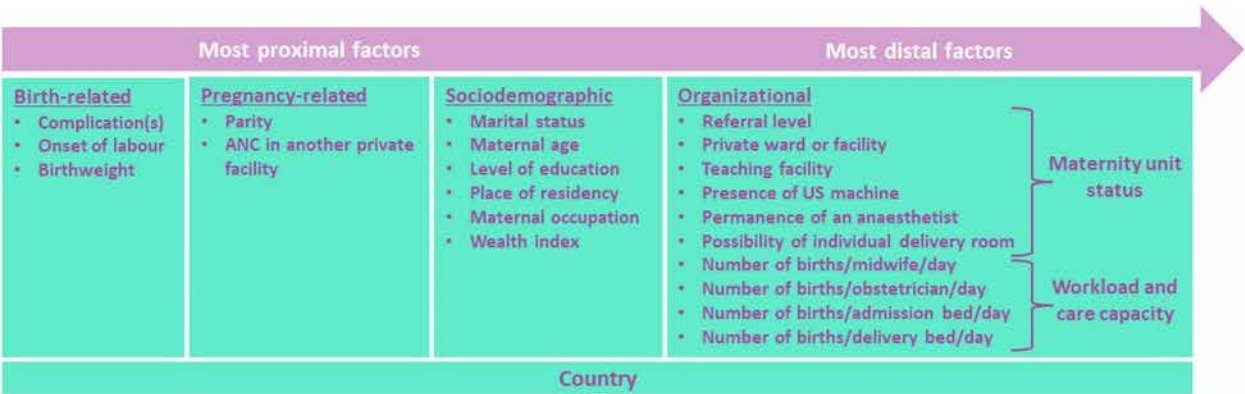 Most proximal factors
Most distal factors
Birth-related
• Complication(s)
• Onset of labour
• Birthweight
Pregnancy-related
• Parity
• ANC in another private
facility
Sociodemographic
• Marital status
• Maternal age
• Level of education
• Place of residency
• Maternal occupation
• Wealth index
Organizational
• Referral level
• Private ward or facility
• Teaching facility
• Presence of US machine
• Permanence of an anaesthetist
• Possibility of individual delivery room
• Number of births/midwife/day
• Number of births/obstetrician/day
• Number of births/admission bed/day
• Number of births/delivery bed/day
Maternity unit
status
Workload and
care capacity
Country